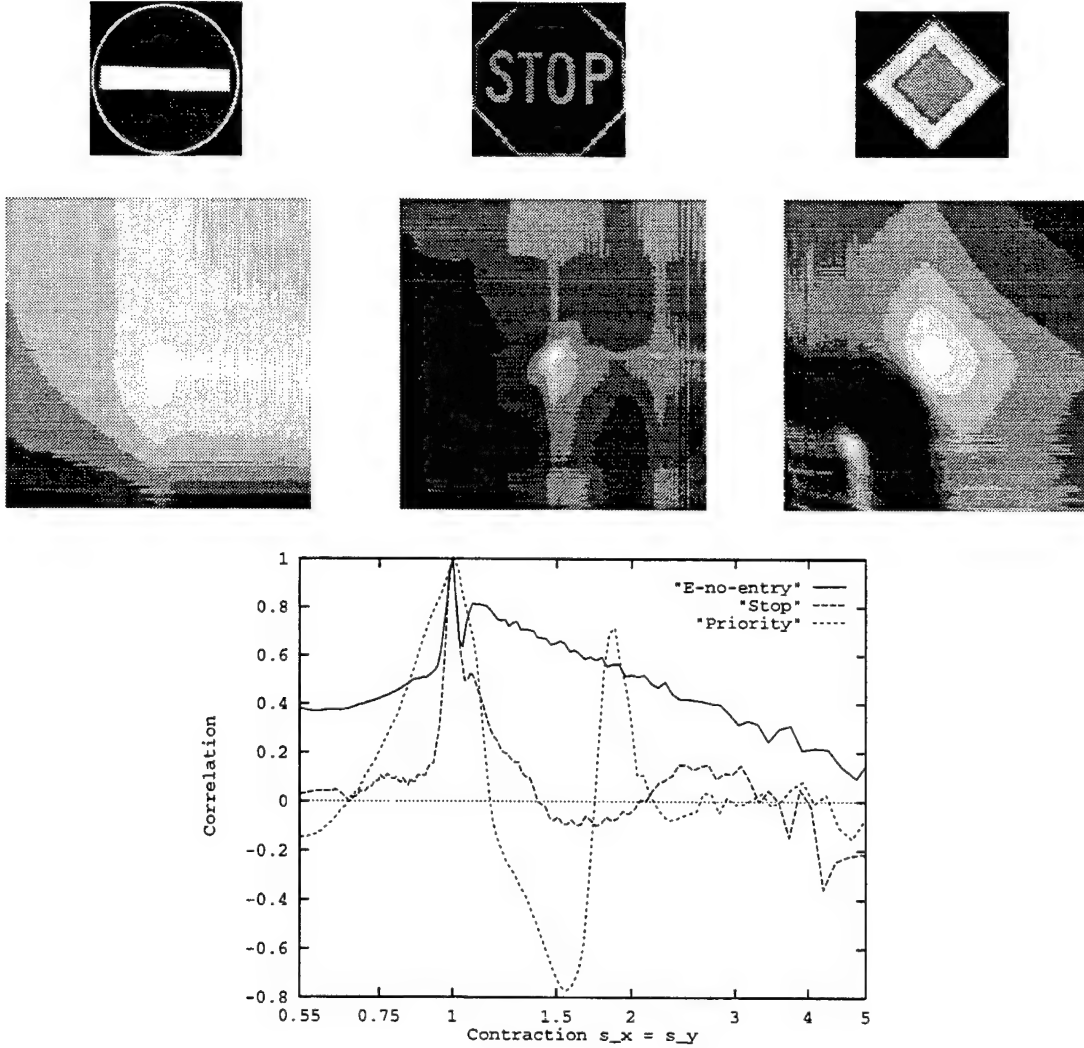 STOP
1
0.8
0.6
0.4
0.2
0
-0.2
-0.4
-0.6
-0.8
Correlation
"E-no-entry"
"Stop"
"Priority"
0.55 0.75 1 1.5 2 3 4 5
Contraction s_x = s_y